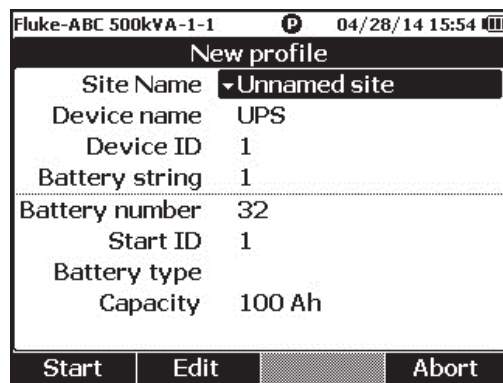 Fluke-ABC 500kVA-1-1 P 04/28/14 15:54
New profile
Site Name Unnamed site
Device name UPS
Device ID 1
Battery string 1
Battery number 32
Start ID 1
Battery type
Capacity 100 Ah
Start Edit Abort